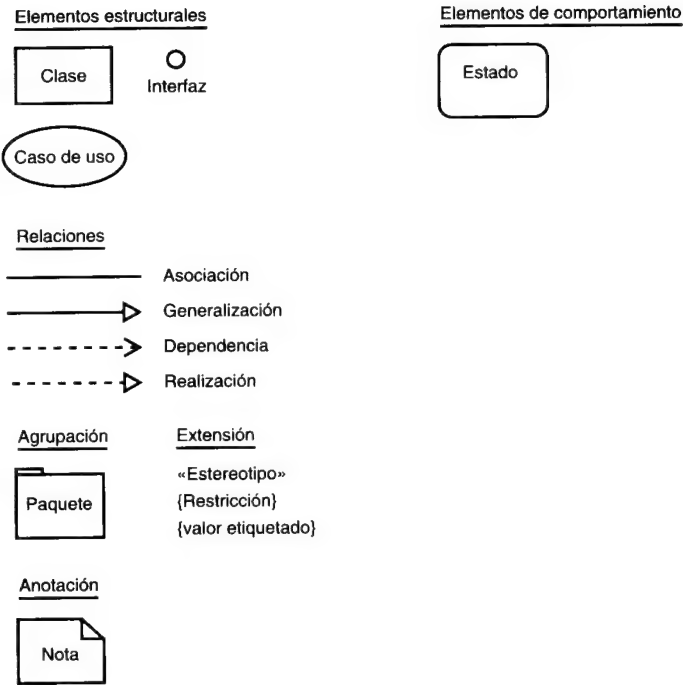 Elementos estructurales
Clase
Interfaz
Caso de uso
Elementos de comportamiento
Estado
Relaciones
Asociación
Generalización
Dependencia
Realización
Agrupación
Paquete
Extensión
«Estereotipo»
{Restricción}
{valor etiquetado}
Anotación
Nota